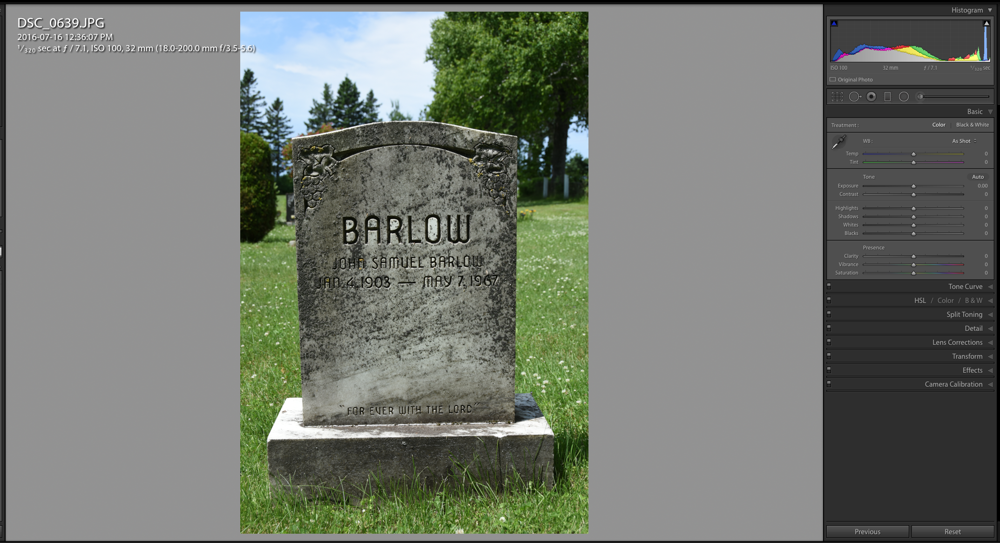 DSC_0639.JPG
2016-07-16 12:36:07 PM
1/320 sec at ƒ / 7.1, ISO 100, 32 mm (18.0-200.0 mm f/3.5-5.6)
BARLOW
JOHN SAMUEL BARLOW
JAN. 4, 1903 — MAY 7, 1967
"FOR EVER WITH THE LORD"
Histogram
ISO 100 32 mm ƒ / 7.1 1/320 sec
Original Photo
Basic
Treatment : Color | Black & White
WB : As Shot
Temp 0
Tint 0
Tone Auto
Exposure 0.00
Contrast 0
Highlights 0
Shadows 0
Whites 0
Blacks 0
Presence
Clarity 0
Vibrance 0
Saturation 0
Tone Curve
HSL / Color / B & W
Split Toning
Detail
Lens Corrections
Transform
Effects
Camera Calibration
Previous Reset